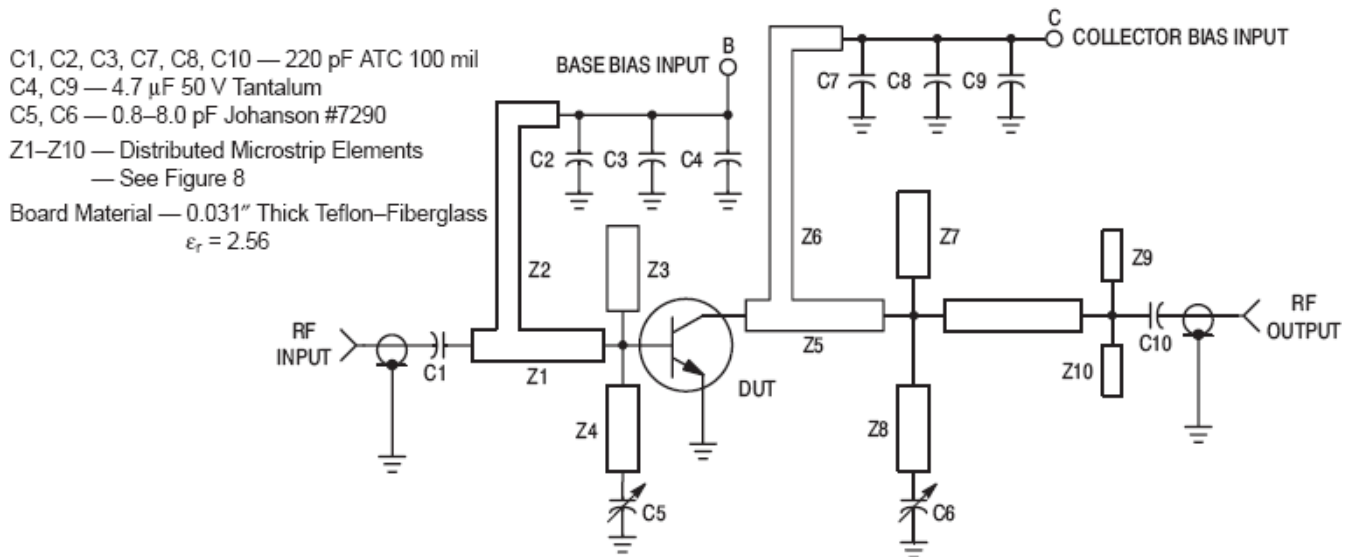 C1, C2, C3, C7, C8, C10 — 220 pF ATC 100 mil
C4, C9 — 4.7 μF 50 V Tantalum
C5, C6 — 0.8–8.0 pF Johanson #7290
Z1–Z10 — Distributed Microstrip Elements
— See Figure 8
Board Material — 0.031″ Thick Teflon–Fiberglass
εr = 2.56
BASE BIAS INPUT
B
C
COLLECTOR BIAS INPUT
C7
C8
C9
C2
C3
C4
Z2
Z3
Z6
Z7
Z9
RF
INPUT
C1
Z1
DUT
Z5
C10
RF
OUTPUT
Z10
Z4
Z8
C5
C6